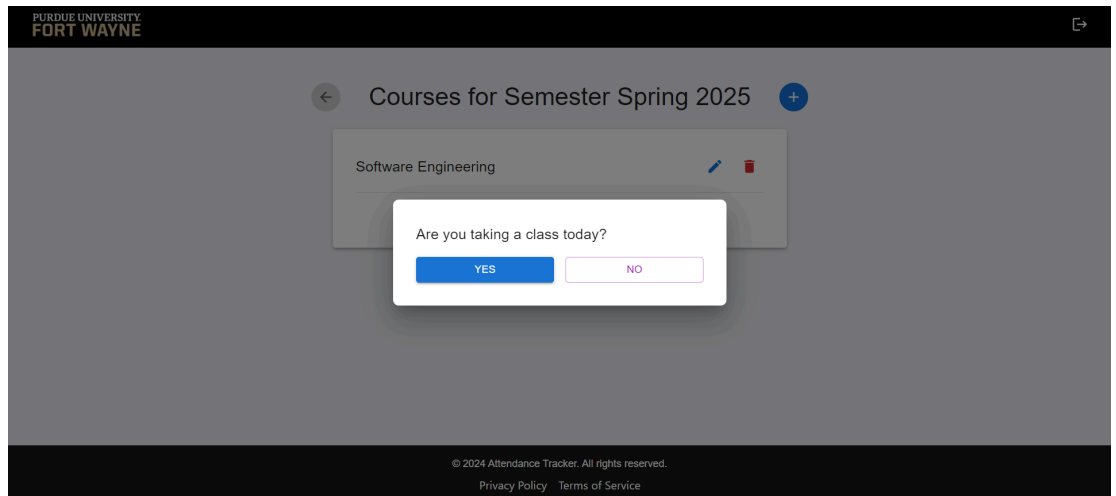 PURDUE UNIVERSITY.
FORT WAYNE
Courses for Semester Spring 2025
Software Engineering
Are you taking a class today?
YES
NO
© 2024 Attendance Tracker. All rights reserved.
Privacy Policy Terms of Service